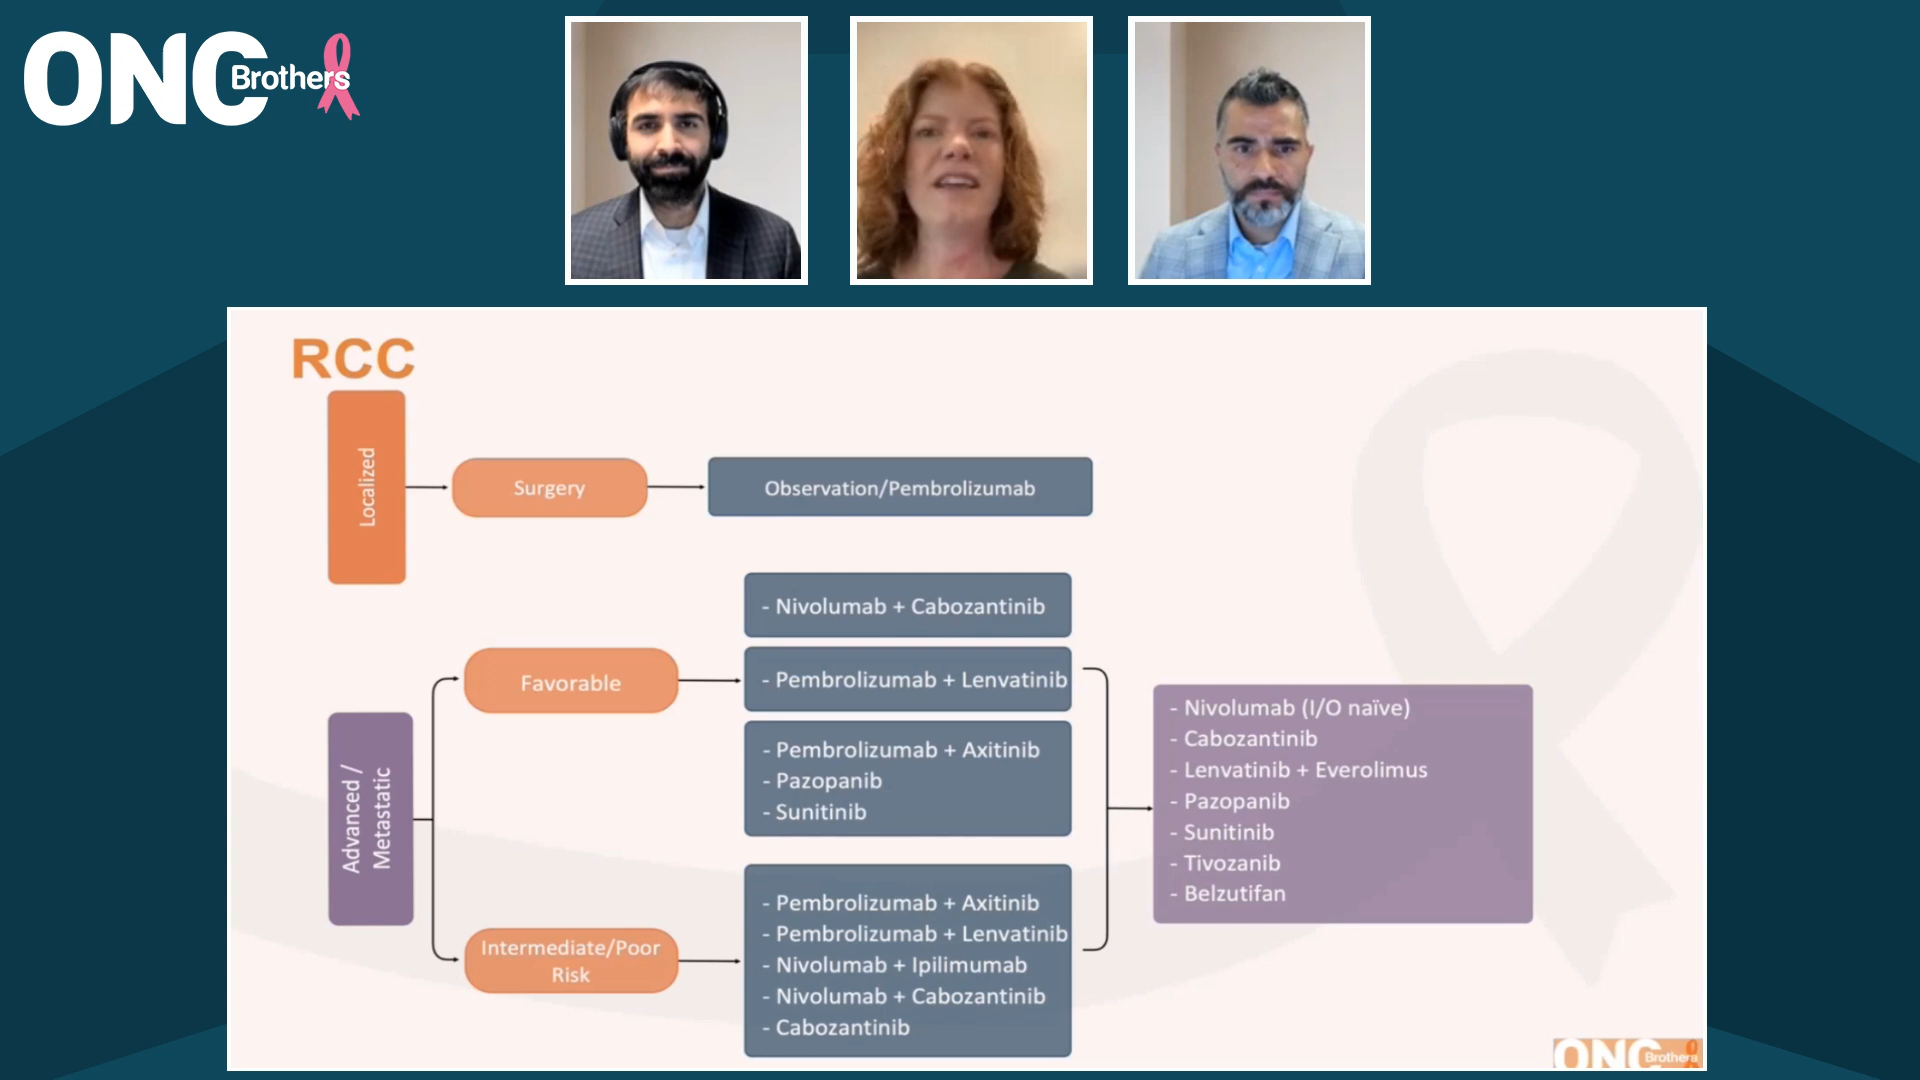 ONC
Brothers
RCC
Localized
Surgery
Observation/Pembrolizumab
Advanced /
Metastatic
Favorable
- Nivolumab + Cabozantinib
- Pembrolizumab + Lenvatinib
- Pembrolizumab + Axitinib
- Pazopanib
- Sunitinib
Intermediate/Poor
Risk
- Pembrolizumab + Axitinib
- Pembrolizumab + Lenvatinib
- Nivolumab + Ipilimumab
- Nivolumab + Cabozantinib
- Cabozantinib
- Nivolumab (I/O naïve)
- Cabozantinib
- Lenvatinib + Everolimus
- Pazopanib
- Sunitinib
- Tivozanib
- Belzutifan
ONC
Brothers